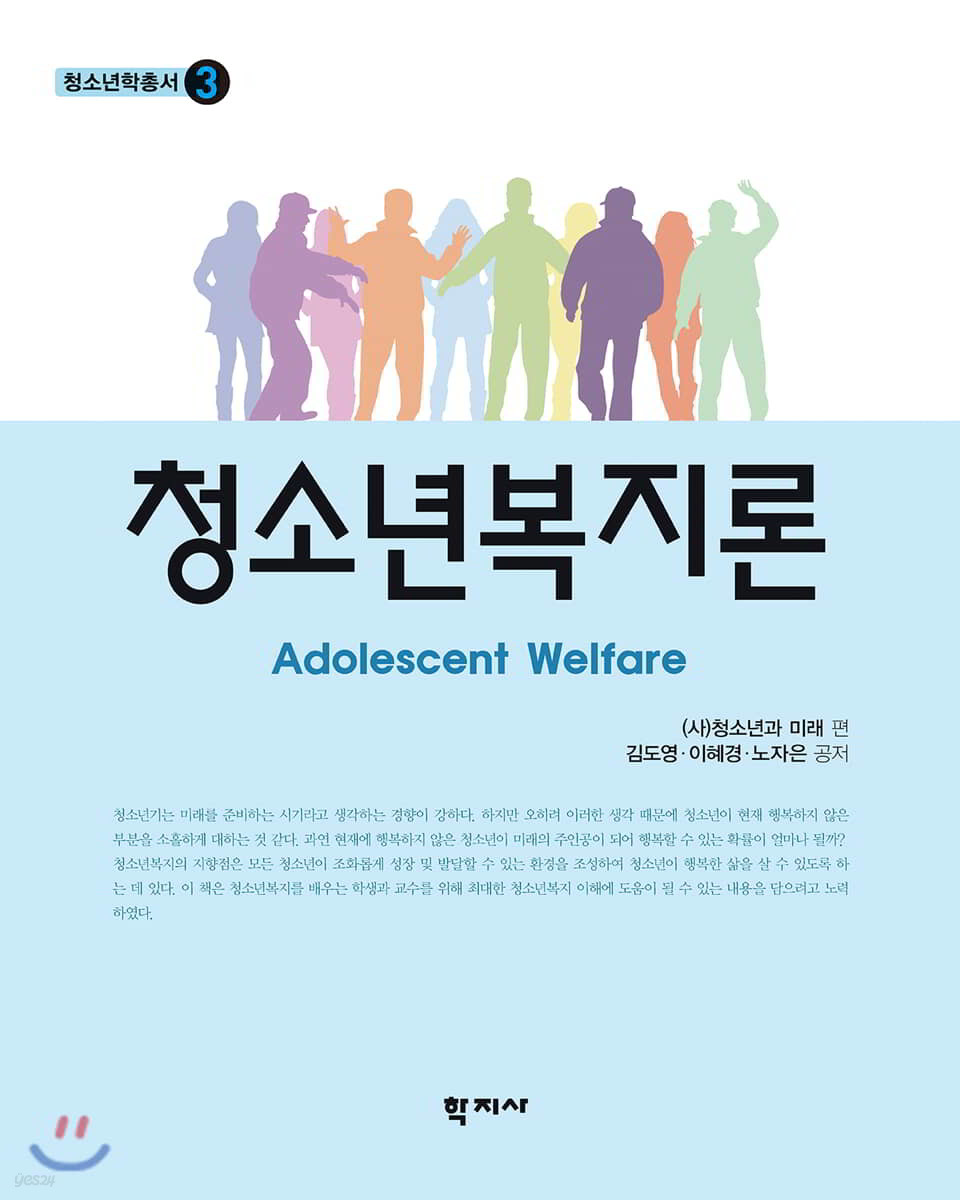 청소년학총서 3
청소년복지론
Adolescent Welfare
(사)청소년과 미래 편
김도영·이혜경·노자은 공저
청소년기는 미래를 준비하는 시기라고 생각하는 경향이 강하다. 하지만 오히려 이러한 생각 때문에 청소년이 현재 행복하지 않은
부분을 소홀하게 대하는 것 같다. 과연 현재에 행복하지 않은 청소년이 미래의 주인공이 되어 행복할 수 있는 확률이 얼마나 될까?
청소년복지의 지향점은 모든 청소년이 조화롭게 성장 및 발달할 수 있는 환경을 조성하여 청소년이 행복한 삶을 살 수 있도록 하
는 데 있다. 이 책은 청소년복지를 배우는 학생과 교수를 위해 최대한 청소년복지 이해에 도움이 될 수 있는 내용을 담으려고 노력
하였다.
학지사
yes24